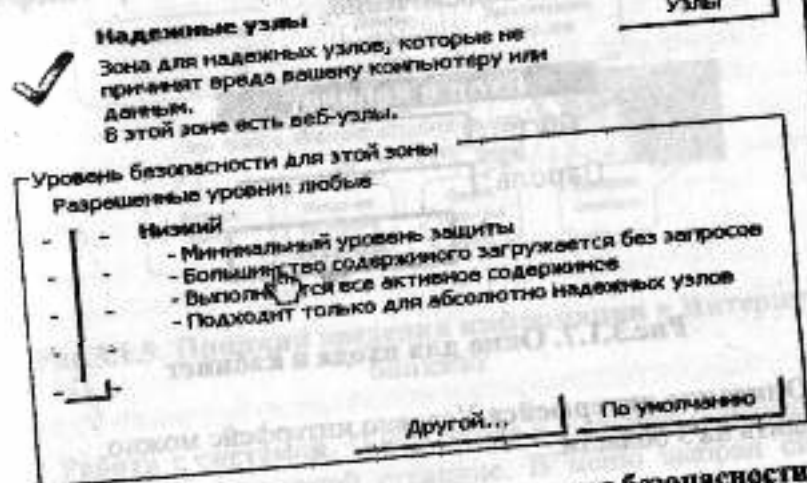 Надежные узлы
Узлы
Зона для надежных узлов, которые не
причинят вреда вашему компьютеру или
данным.
В этой зоне есть веб-узлы.
Уровень безопасности для этой зоны
Разрешенные уровни: любые
Низкий
- Минимальный уровень защиты
- Большинство содержимого загружается без запросов
- Выполняется все активное содержимое
- Подходит только для абсолютно надежных узлов
Другой...
По умолчанию
безопасности